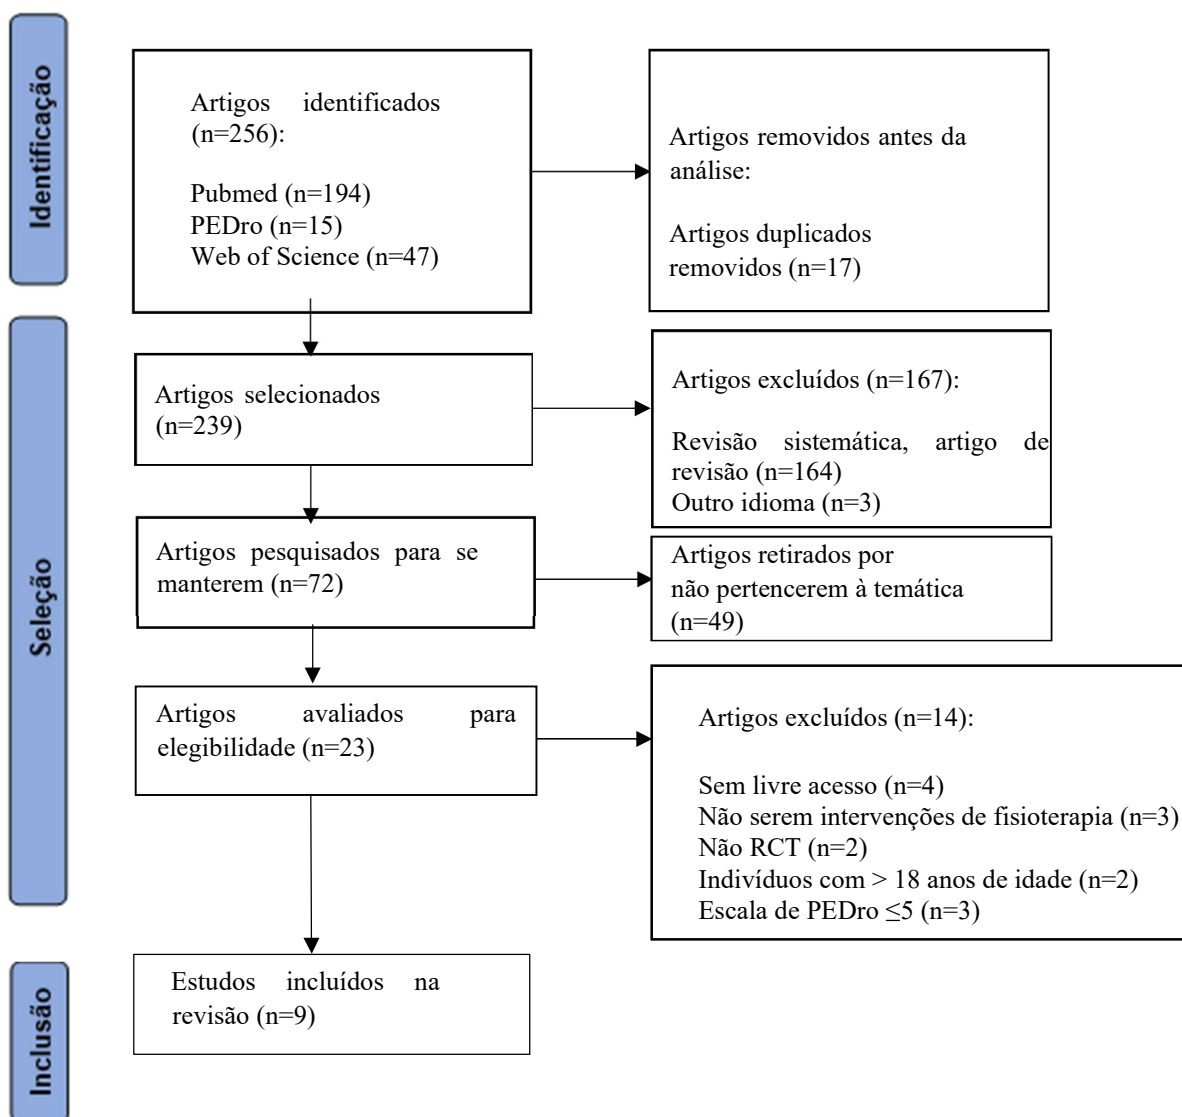 Identificação
Artigos identificados
(n=256):
Pubmed (n=194)
PEDro (n=15)
Web of Science (n=47)
Artigos removidos antes da
análise:
Artigos duplicados
removidos (n=17)
Seleção
Artigos selecionados
(n=239)
Artigos excluídos (n=167):
Revisão sistemática, artigo de
revisão (n=164)
Outro idioma (n=3)
Artigos pesquisados para se
manterem (n=72)
Artigos retirados por
não pertencerem à temática
(n=49)
Artigos avaliados para
elegibilidade (n=23)
Artigos excluídos (n=14):
Sem livre acesso (n=4)
Não serem intervenções de fisioterapia (n=3)
Não RCT (n=2)
Indivíduos com > 18 anos de idade (n=2)
Escala de PEDro ≤5 (n=3)
Inclusão
Estudos incluídos na
revisão (n=9)